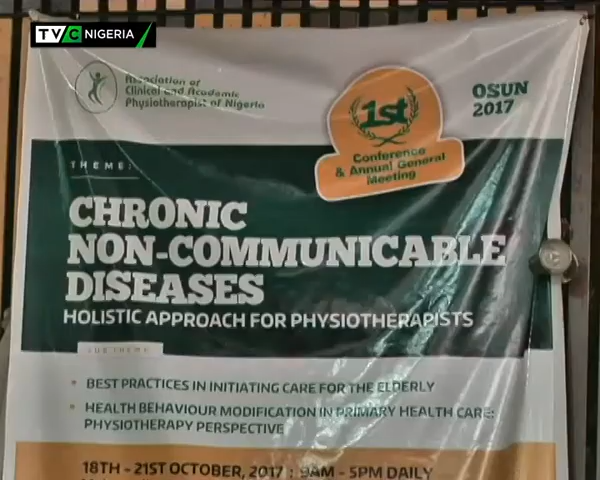 TVC NIGERIA
Association of
Clinical and Academic
Physiotherapist of Nigeria
1st
Conference
& Annual General
Meeting
OSUN
2017
THEME:
CHRONIC
NON-COMMUNICABLE
DISEASES
HOLISTIC APPROACH FOR PHYSIOTHERAPISTS
SUB THEME:
• BEST PRACTICES IN INITIATING CARE FOR THE ELDERLY
• HEALTH BEHAVIOUR MODIFICATION IN PRIMARY HEALTH CARE:
PHYSIOTHERAPY PERSPECTIVE
18TH - 21ST OCTOBER, 2017 : 9AM - 5PM DAILY